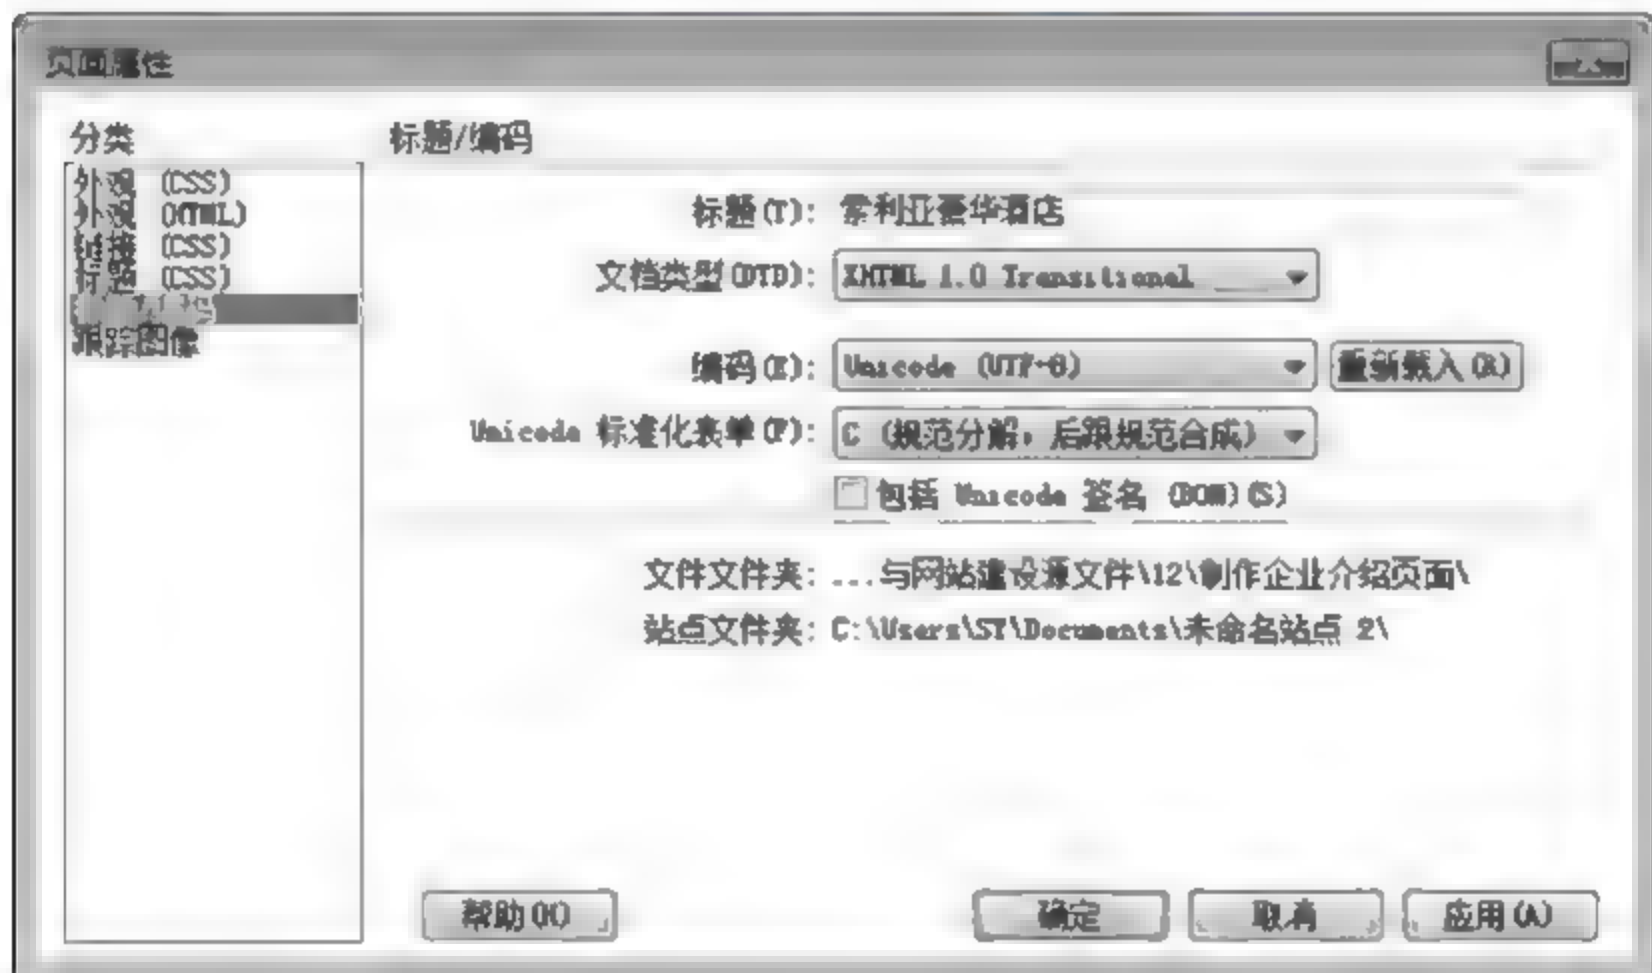 页面属性
分类
外观 (CSS)
外观 (HTML)
链接 (CSS)
标题 (CSS)
跟踪图像
标题/编码
标题(T): 索利亚豪华酒店
文档类型(DTD): XHTML 1.0 Transitional
编码(E): Unicode (UTF-8) 重新载入(R)
Unicode 标准化表单(F): C (规范分解，后跟规范合成)
包括 Unicode 签名 (BOM)(S)
文件文件夹: ...与网站建设源文件\12\制作企业介绍页面\
站点文件夹: C:\Users\ST\Documents\未命名站点 2\
帮助(H) 确定 取消 应用(A)